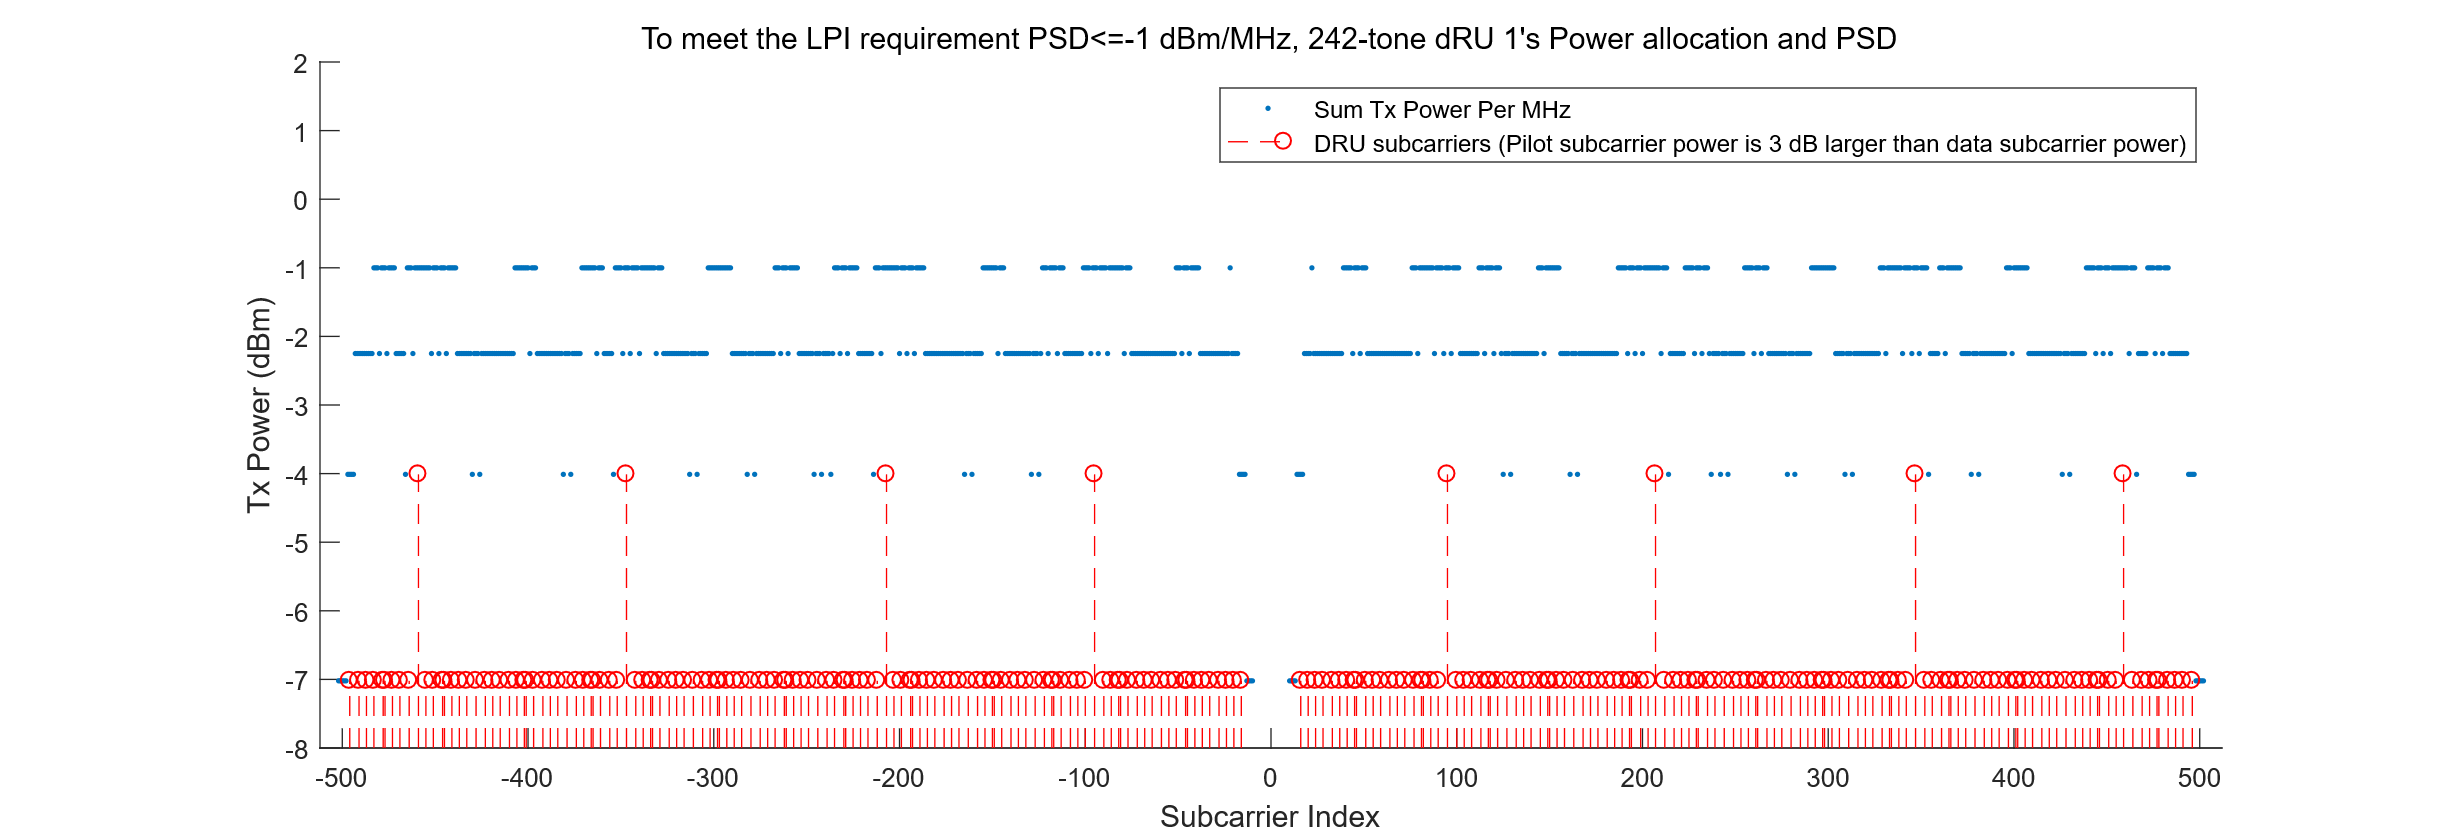 To meet the LPI requirement PSD<=-1 dBm/MHz, 242-tone dRU 1's Power allocation and PSD
Sum Tx Power Per MHz
DRU subcarriers (Pilot subcarrier power is 3 dB larger than data subcarrier power)
Tx Power (dBm)
2
1
0
-1
-2
-3
-4
-5
-6
-7
-8
-500 -400 -300 -200 -100 0 100 200 300 400 500
Subcarrier Index